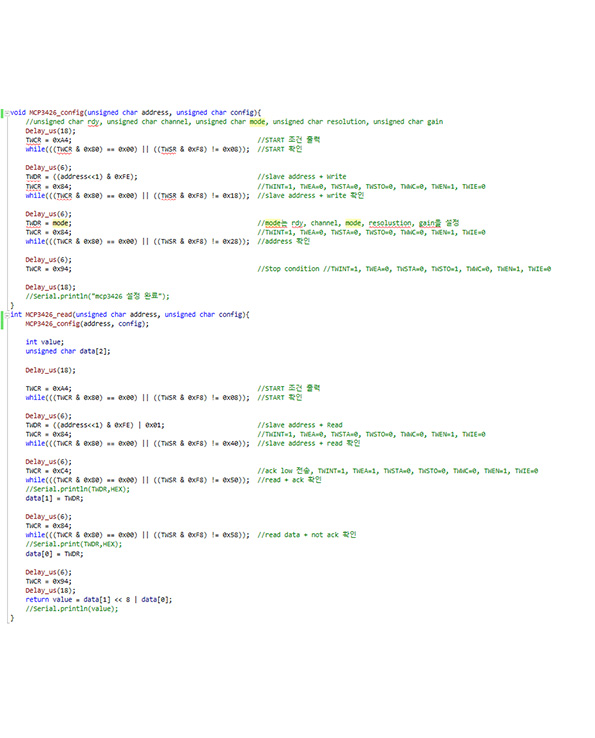 void MCP3426_config(unsigned char address, unsigned char config){
//unsigned char rdy, unsigned char channel, unsigned char mode, unsigned char resolution, unsigned char gain
Delay_us(18);
TWCR = 0xA4; //START 조건 출력
while(((TWCR & 0x80) == 0x00) || ((TWSR & 0xF8) != 0x08)); //START 확인
Delay_us(6);
TWDR = ((address<<1) & 0xFE); //slave address + Write
TWCR = 0x84; //TWINT=1, TWEA=0, TWSTA=0, TWSTO=0, TWWC=0, TWEN=1, TWIE=0
while(((TWCR & 0x80) == 0x00) || ((TWSR & 0xF8) != 0x18)); //slave address + write 확인
Delay_us(6);
TWDR = mode; //mode는 rdy, channel, mode, resolustion, gain을 설정
TWCR = 0x84; //TWINT=1, TWEA=0, TWSTA=0, TWSTO=0, TWWC=0, TWEN=1, TWIE=0
while(((TWCR & 0x80) == 0x00) || ((TWSR & 0xF8) != 0x28)); //address 확인
Delay_us(6);
TWCR = 0x94; //Stop condition //TWINT=1, TWEA=0, TWSTA=0, TWSTO=1, TWWC=0, TWEN=1, TWIE=0
Delay_us(18);
//Serial.println("mcp3426 설정 완료");
}
int MCP3426_read(unsigned char address, unsigned char config){
MCP3426_config(address, config);
int value;
unsigned char data[2];
Delay_us(18);
TWCR = 0xA4; //START 조건 출력
while(((TWCR & 0x80) == 0x00) || ((TWSR & 0xF8) != 0x08)); //START 확인
Delay_us(6);
TWDR = ((address<<1) & 0xFE) | 0x01; //slave address + Read
TWCR = 0x84; //TWINT=1, TWEA=0, TWSTA=0, TWSTO=0, TWWC=0, TWEN=1, TWIE=0
while(((TWCR & 0x80) == 0x00) || ((TWSR & 0xF8) != 0x40)); //slave address + read 확인
Delay_us(6);
TWCR = 0xC4; //ack low 전송, TWINT=1, TWEA=1, TWSTA=0, TWSTO=0, TWWC=0, TWEN=1, TWIE=0
while(((TWCR & 0x80) == 0x00) || ((TWSR & 0xF8) != 0x50)); //read + ack 확인
//Serial.println(TWDR,HEX);
data[1] = TWDR;
Delay_us(6);
TWCR = 0x84;
while(((TWCR & 0x80) == 0x00) || ((TWSR & 0xF8) != 0x58)); //read data + not ack 확인
//Serial.print(TWDR,HEX);
data[0] = TWDR;
Delay_us(6);
TWCR = 0x94;
Delay_us(18);
return value = data[1] << 8 | data[0];
//Serial.println(value);
}